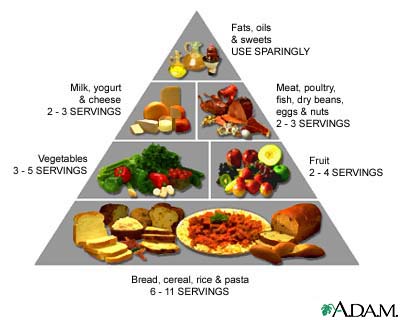 Fats, oils
& sweets
USE SPARINGLY
Milk, yogurt
& cheese
2 - 3 SERVINGS
Meat, poultry,
fish, dry beans,
eggs & nuts
2 - 3 SERVINGS
Vegetables
3 - 5 SERVINGS
Fruit
2 - 4 SERVINGS
Bread, cereal, rice & pasta
6 - 11 SERVINGS
ADAM.